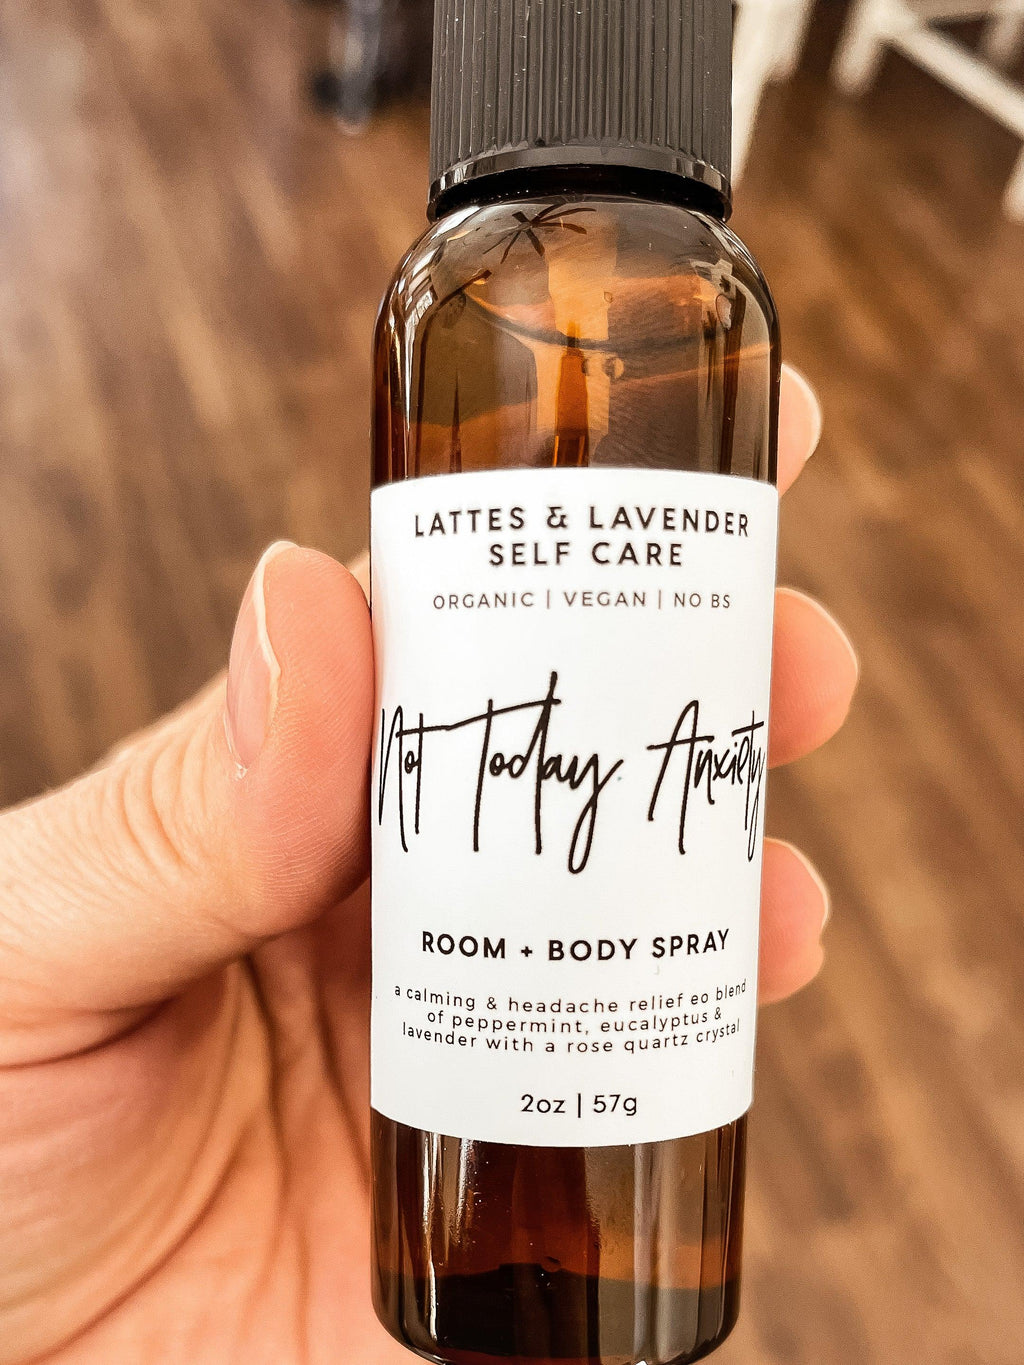 LATTES & LAVENDER
SELF CARE
ORGANIC | VEGAN | NO BS
Not Today Anxiety
ROOM + BODY SPRAY
a calming & headache relief eo blend
of peppermint, eucalyptus &
lavender with a rose quartz crystal
2oz | 57g